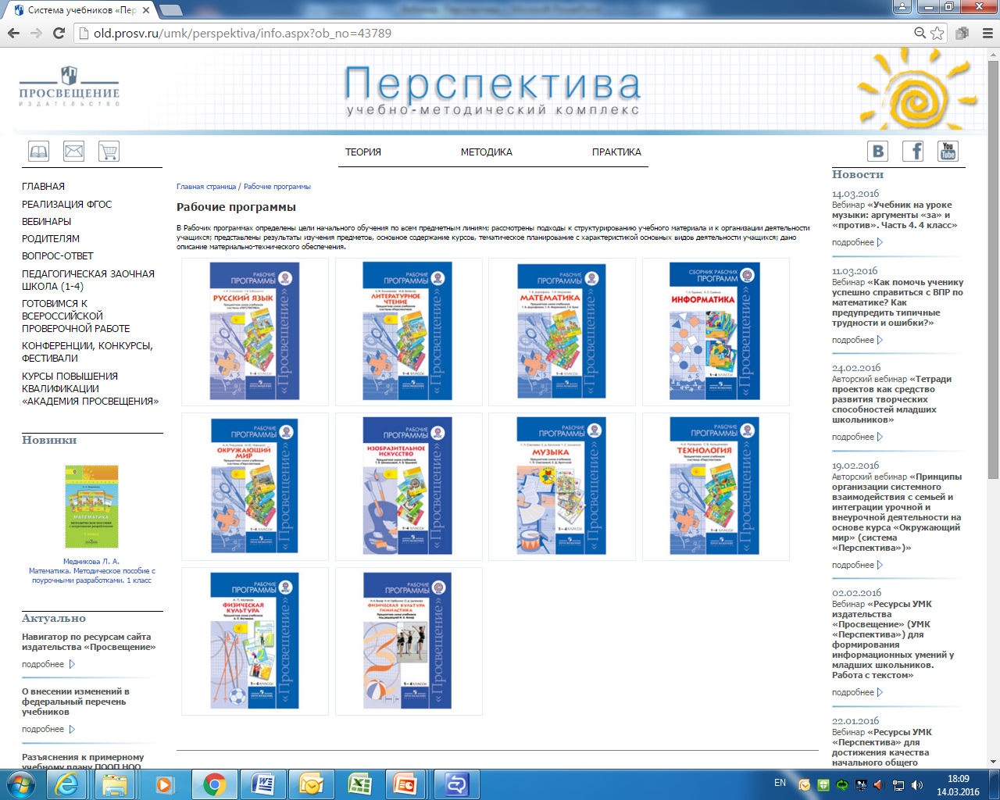 Система учебников «Пер
old.prosv.ru/umk/perspektiva/info.aspx?ob_no=43789
ПРОСВЕЩЕНИЕ
ИЗДАТЕЛЬСТВО
Перспектива
учебно-методический комплекс
ТЕОРИЯ
МЕТОДИКА
ПРАКТИКА
B
f
You
Tube
ГЛАВНАЯ
РЕАЛИЗАЦИЯ ФГОС
ВЕБИНАРЫ
РОДИТЕЛЯМ
ВОПРОС-ОТВЕТ
ПЕДАГОГИЧЕСКАЯ ЗАОЧНАЯ
ШКОЛА (1-4)
ГОТОВИМСЯ К
ВСЕРОССИЙСКОЙ
ПРОВЕРОЧНОЙ РАБОТЕ
КОНФЕРЕНЦИИ, КОНКУРСЫ,
ФЕСТИВАЛИ
КУРСЫ ПОВЫШЕНИЯ
КВАЛИФИКАЦИИ
«АКАДЕМИЯ ПРОСВЕЩЕНИЯ»
Новинки
МАТЕМАТИКА
Медникова Л. А.
Математика. Методическое пособие с
поурочными разработками. 1 класс
Актуально
Навигатор по ресурсам сайта
издательства «Просвещение»
подробнее
О внесении изменений в
федеральный перечень
учебников
подробнее
Разъяснения к примерному
учебному плану ПООП НОО
Главная страница / Рабочие программы
Рабочие программы
В Рабочих программах определены цели начального обучения по всем предметным линиям; рассмотрены подходы к структурированию учебного материала и к организации деятельности
учащихся; представлены результаты изучения предметов, основное содержание курсов, тематическое планирование с характеристикой основных видов деятельности учащихся; дано
описание материально-технического обеспечения.
РАБОЧИЕ
ПРОГРАММЫ
РУССКИЙ ЯЗЫК
«Просвещение»
1-4 КЛАССЫ
РАБОЧИЕ
ПРОГРАММЫ
ЛИТЕРАТУРНОЕ
ЧТЕНИЕ
«Просвещение»
1-4 КЛАССЫ
РАБОЧИЕ
ПРОГРАММЫ
МАТЕМАТИКА
«Просвещение»
1-4 КЛАССЫ
СБОРНИК РАБОЧИХ
ПРОГРАММ
ИНФОРМАТИКА
«Просвещение»
1-4 КЛАССЫ
РАБОЧИЕ
ПРОГРАММЫ
ОКРУЖАЮЩИЙ
МИР
«Просвещение»
1-4 КЛАССЫ
РАБОЧИЕ
ПРОГРАММЫ
ИЗОБРАЗИТЕЛЬНОЕ
ИСКУССТВО
«Просвещение»
1-4 КЛАССЫ
РАБОЧИЕ
ПРОГРАММЫ
МУЗЫКА
«Просвещение»
1-4 КЛАССЫ
РАБОЧИЕ
ПРОГРАММЫ
ТЕХНОЛОГИЯ
«Просвещение»
1-4 КЛАССЫ
РАБОЧИЕ
ПРОГРАММЫ
ФИЗИЧЕСКАЯ
КУЛЬТУРА
«Просвещение»
1-4 КЛАССЫ
РАБОЧИЕ
ПРОГРАММЫ
ФИЗИЧЕСКАЯ КУЛЬТУРА
ГИМНАСТИКА
«Просвещение»
1-4 КЛАССЫ
Новости
14.03.2016
Вебинар «Учебник на уроке
музыки: аргументы «за» и
«против». Часть 4. 4 класс»
подробнее
11.03.2016
Вебинар «Как помочь ученику
успешно справиться с ВПР по
математике? Как
предупредить типичные
трудности и ошибки?»
подробнее
24.02.2016
Авторский вебинар «Тетради
проектов как средство
развития творческих
способностей младших
школьников»
подробнее
19.02.2016
Авторский вебинар «Принципы
организации системного
взаимодействия с семьей и
интеграции урочной и
внеурочной деятельности на
основе курса «Окружающий
мир» (система
«Перспектива»)»
подробнее
02.02.2016
Вебинар «Ресурсы УМК
издательства
«Просвещение» (УМК
«Перспектива») для
формирования
информационных умений у
младших школьников.
Работа с текстом»
подробнее
22.01.2016
Вебинар «Ресурсы УМК
«Перспектива» для
достижения качества
начального общего
EN
18:09
14.03.2016